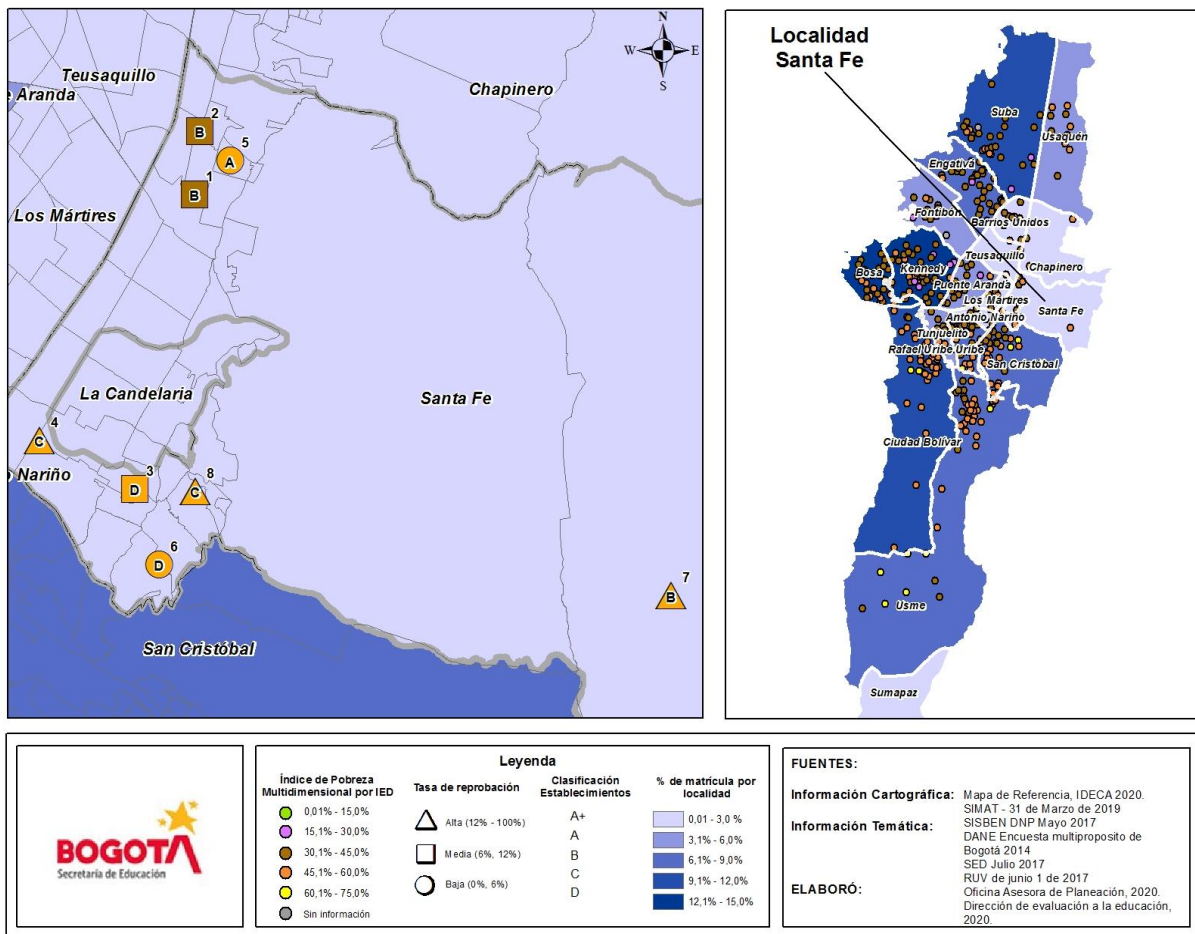 N
W
E
S
Teusaquillo
e Aranda
Chapinero
Los Mártires
2
B
5
A
1
B
La Candelaria
Santa Fe
4
C
o Nariño
3
D
8
C
6
D
7
B
San Cristóbal
Localidad
Santa Fe
Suba
Usaquén
Engativá
Fontibón
Barrios Unidos
Teusaquillo
Chapinero
Bosa
Kennedy
Puente Aranda
Los Mártires
Santa Fe
Antonio Nariño
Tunjuelito
Rafael Uribe Uribe
San Cristóbal
Ciudad Bolívar
Usme
Sumapaz
BOGOTÁ
Secretaría de Educación
Leyenda
Índice de Pobreza
Multidimensional por IED
0,01% - 15,0%
15,1% - 30,0%
30,1% - 45,0%
45,1% - 60,0%
60,1% - 75,0%
Sin información
Tasa de reprobación
Alta (12% - 100%)
Media (6%, 12%)
Baja (0%, 6%)
Clasificación
Establecimientos
A+
A
B
C
D
% de matrícula por
localidad
0,01 - 3,0 %
3,1% - 6,0%
6,1% - 9,0%
9,1% - 12,0%
12,1% - 15,0%
FUENTES:
Información Cartográfica: Mapa de Referencia, IDECA 2020.
SIMAT - 31 de Marzo de 2019
Información Temática: SISBEN DNP Mayo 2017
DANE Encuesta multiproposito de
Bogotá 2014
SED Julio 2017
RUV de junio 1 de 2017
ELABORÓ: Oficina Asesora de Planeación, 2020.
Dirección de evaluación a la educación,
2020.